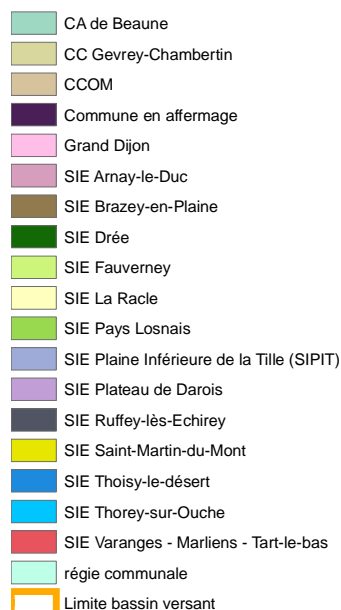 CA de Beaune
CC Gevrey-Chambertin
CCOM
Commune en affermage
Grand Dijon
SIE Arnay-le-Duc
SIE Brazey-en-Plaine
SIE Drée
SIE Fauverney
SIE La Racle
SIE Pays Losnais
SIE Plaine Inférieure de la Tille (SIPIT)
SIE Plateau de Darois
SIE Ruffey-lès-Echirey
SIE Saint-Martin-du-Mont
SIE Thoisy-le-désert
SIE Thorey-sur-Ouche
SIE Varanges - Marliens - Tart-le-bas
régie communale
Limite bassin versant